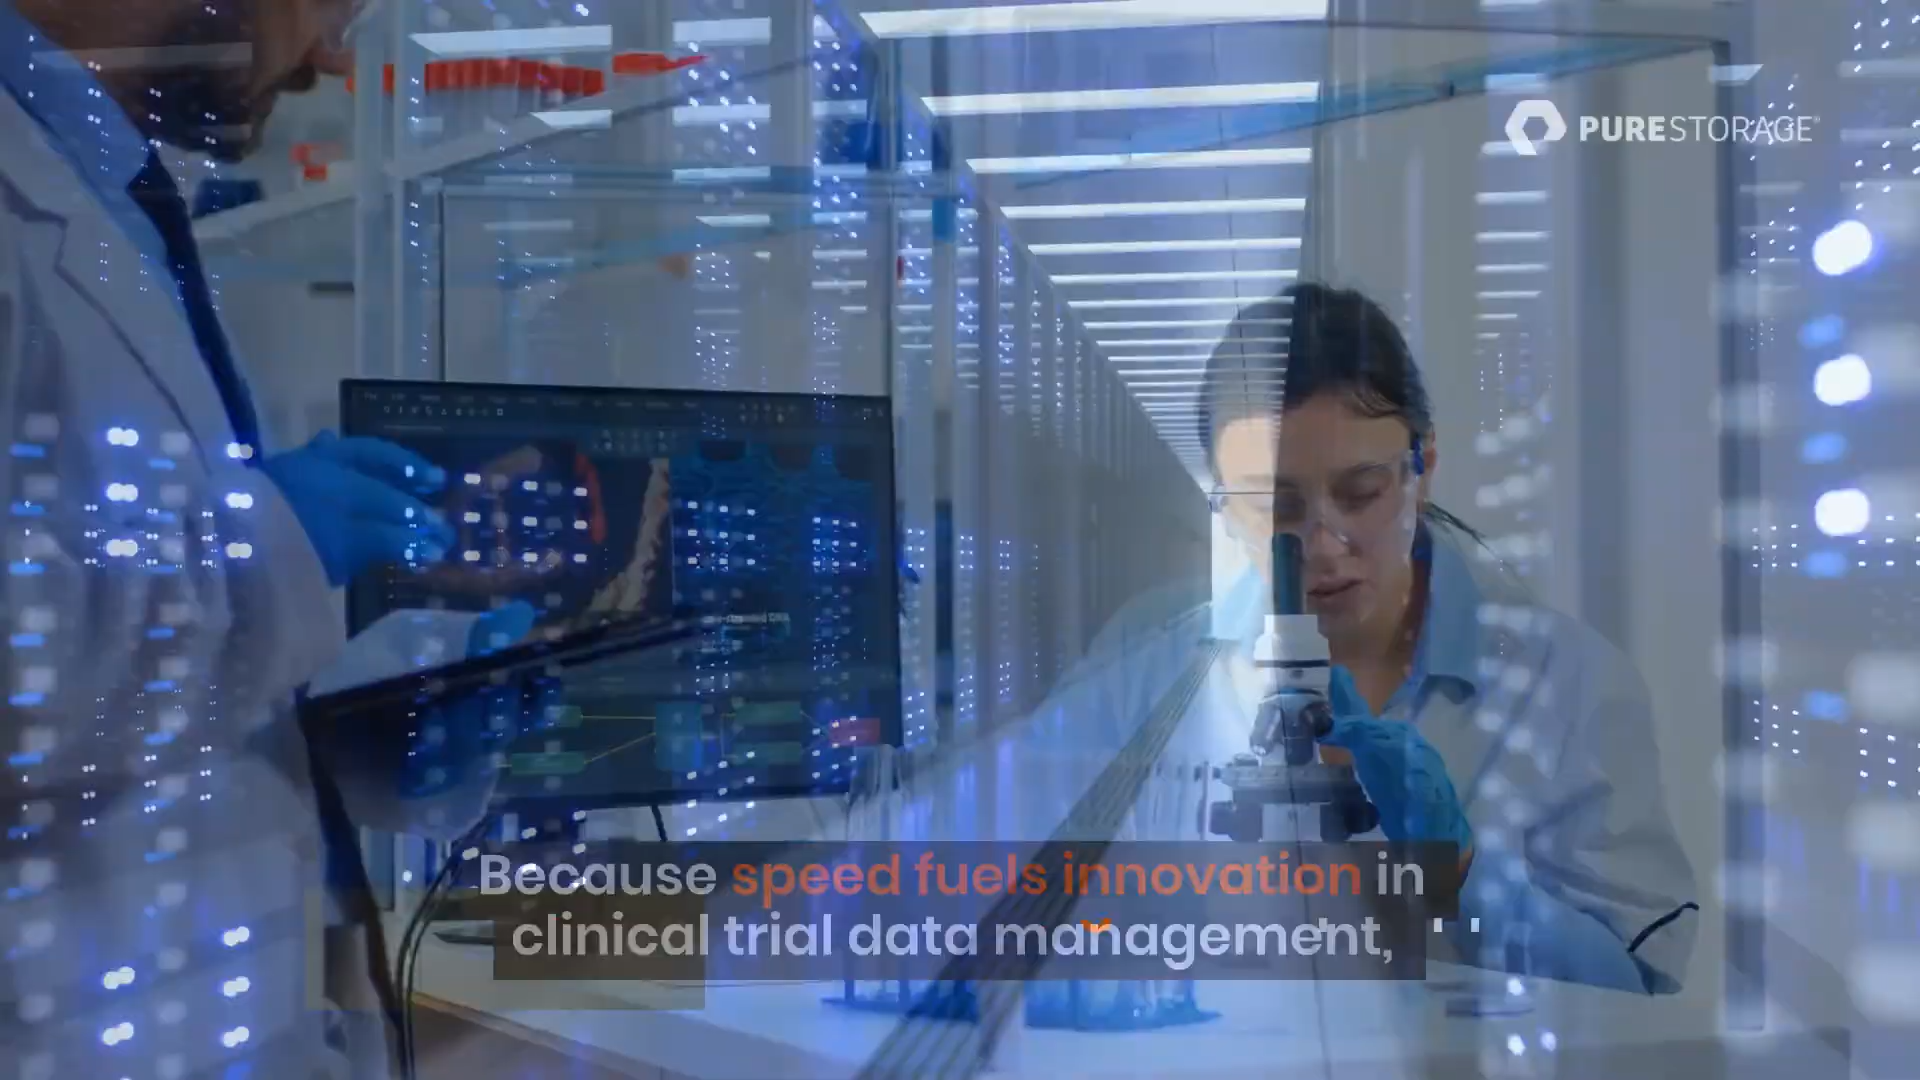 PURESTORAGE®
Because speed fuels innovation in
clinical trial data management,